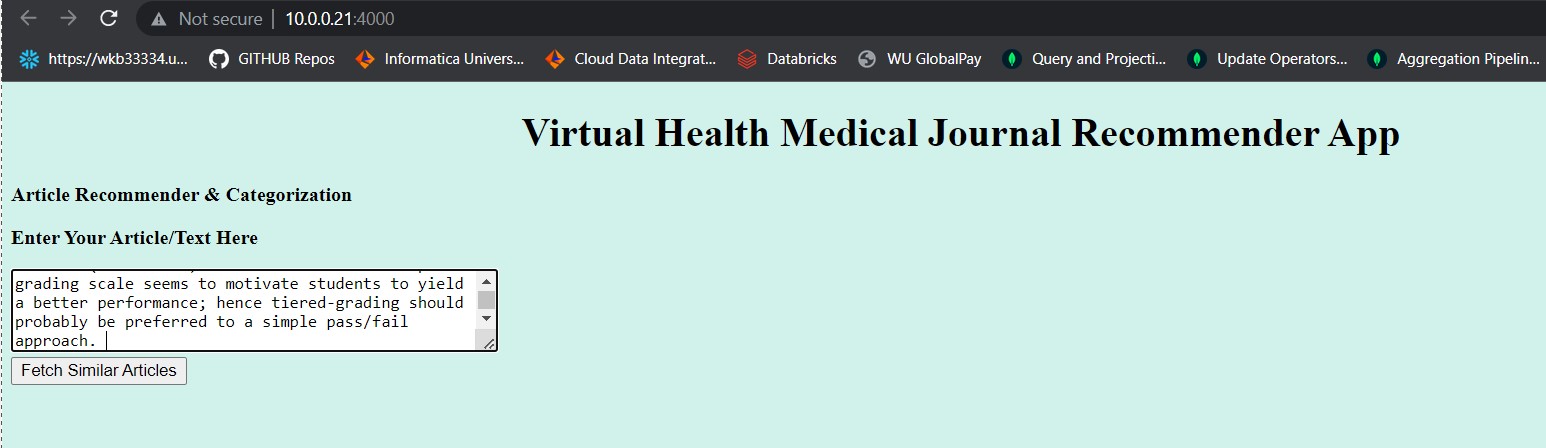 Not secure | 10.0.0.21:4000
https://wkb33334.u... GITHUB Repos Informatica Univers... Cloud Data Integrat... Databricks WU GlobalPay Query and Projecti... Update Operators... Aggregation Pipelin...
Virtual Health Medical Journal Recommender App
Article Recommender & Categorization
Enter Your Article/Text Here
grading scale seems to motivate students to yield
a better performance; hence tiered-grading should
probably be preferred to a simple pass/fail
approach.
Fetch Similar Articles